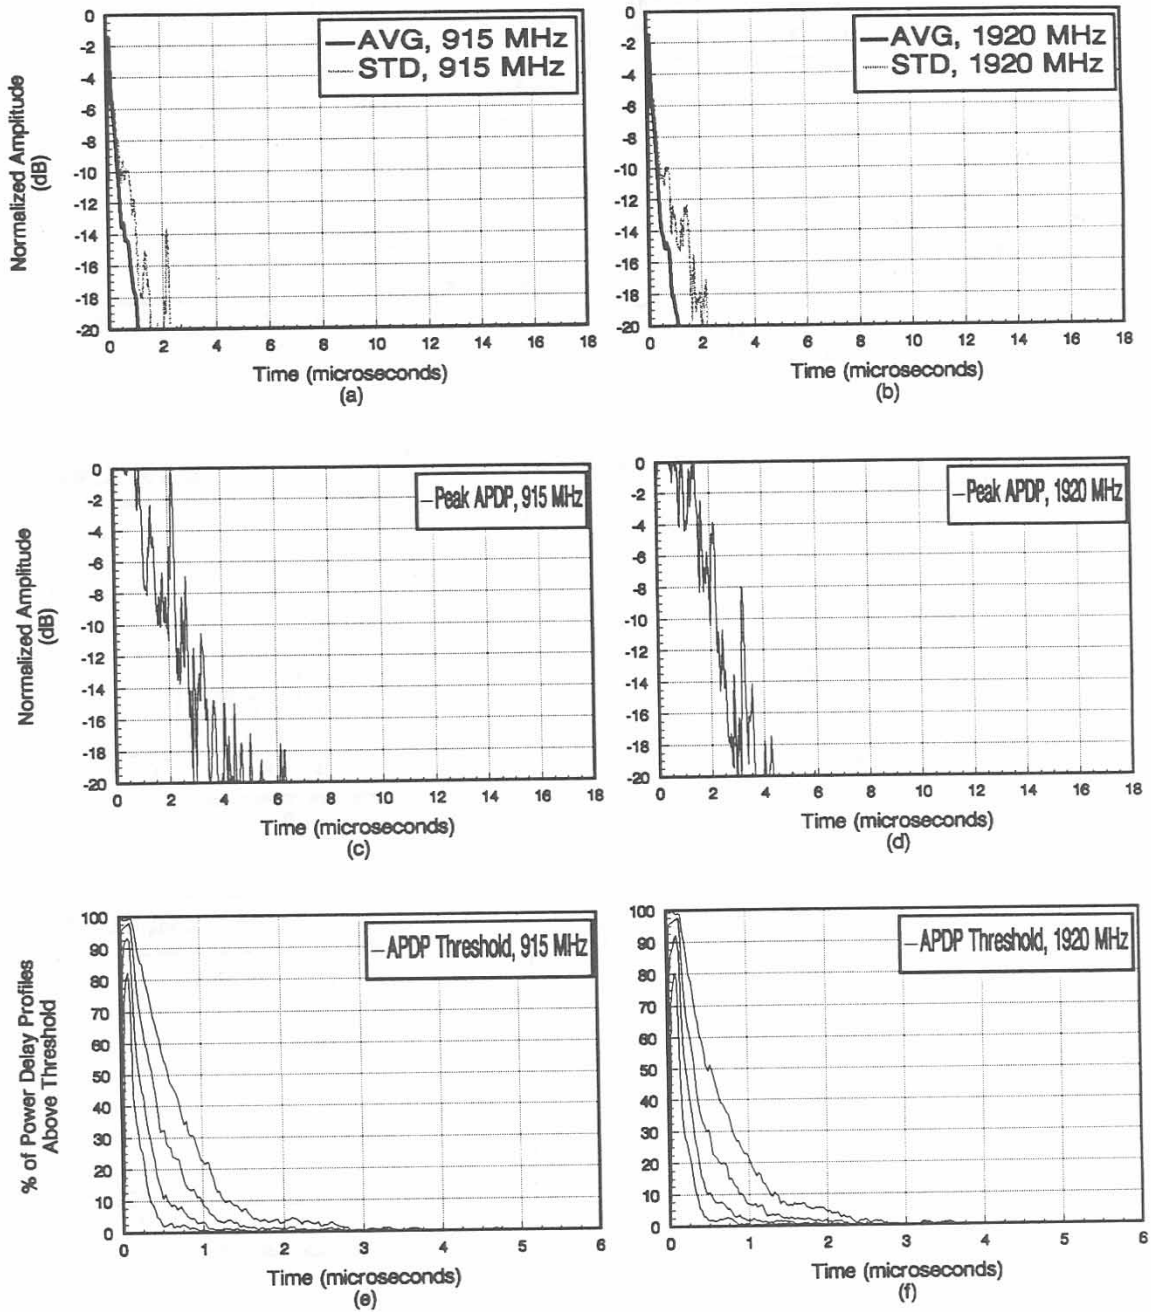 AVG, 915 MHz
STD, 915 MHz
Normalized Amplitude
(dB)
0
-2
-4
-6
-8
-10
-12
-14
-16
-18
-20
0 2 4 6 8 10 12 14 16 18
Time (microseconds)
(a)
AVG, 1920 MHz
STD, 1920 MHz
0
-2
-4
-6
-8
-10
-12
-14
-16
-18
-20
0 2 4 6 8 10 12 14 16 18
Time (microseconds)
(b)
Peak APDP, 915 MHz
Normalized Amplitude
(dB)
0
-2
-4
-6
-8
-10
-12
-14
-16
-18
-20
0 2 4 6 8 10 12 14 16 18
Time (microseconds)
(c)
Peak APDP, 1920 MHz
0
-2
-4
-6
-8
-10
-12
-14
-16
-18
-20
0 2 4 6 8 10 12 14 16 18
Time (microseconds)
(d)
APDP Threshold, 915 MHz
% of Power Delay Profiles
Above Threshold
100
90
80
70
60
50
40
30
20
10
0
0 1 2 3 4 5 6
Time (microseconds)
(e)
APDP Threshold, 1920 MHz
100
90
80
70
60
50
40
30
20
10
0
0 1 2 3 4 5 6
Time (microseconds)
(f)